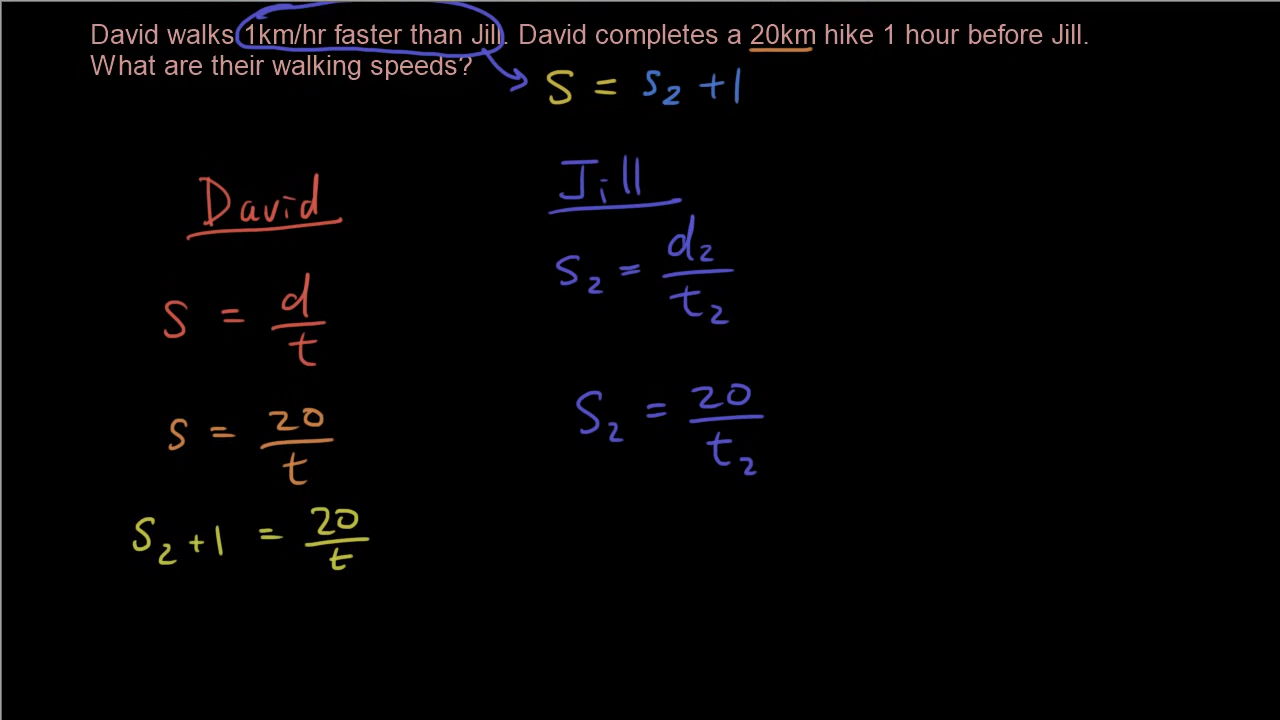 David walks 1km/hr faster than Jill. David completes a 20km hike 1 hour before Jill.
What are their walking speeds?
S = S₂ + 1
David
S = d/t
S = 20/t
S₂ + 1 = 20/t
Jill
S₂ = d₂/t₂
S₂ = 20/t₂